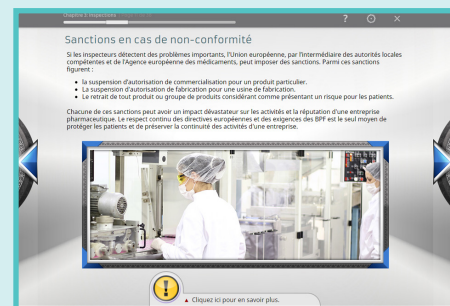 Chapitre 2 Inspections
?
Sanctions en cas de non-conformité
Si les inspecteurs détectent des problèmes importants, l'Union européenne, par l'intermédiaire des autorités locales
compétentes et de l'Agence européenne des médicaments, peut imposer des sanctions. Parmi ces sanctions
figurent :
• la suspension d'autorisation de commercialisation pour un produit particulier.
• La suspension d'autorisation de fabrication pour une usine de fabrication.
• Le retrait de tout produit ou groupe de produits considérant comme présentant un risque pour les patients.
Chacune de ces sanctions peut avoir un impact dévastateur sur les activités et la réputation d'une entreprise
pharmaceutique. Le respect continu des directives européennes et des exigences des BPF est le seul moyen de
protéger les patients et de préserver la continuité des activités d'une entreprise.
Cliquez ici pour en savoir plus.